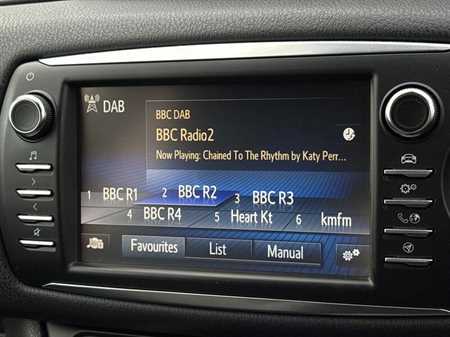 DAB
BBC DAB
BBC Radio2
Now Playing: Chained To The Rhythm by Katy Perr...
1 BBC R1 2 BBC R2 3 BBC R3
4 BBC R4 5 Heart Kt 6 kmfm
Favourites List Manual